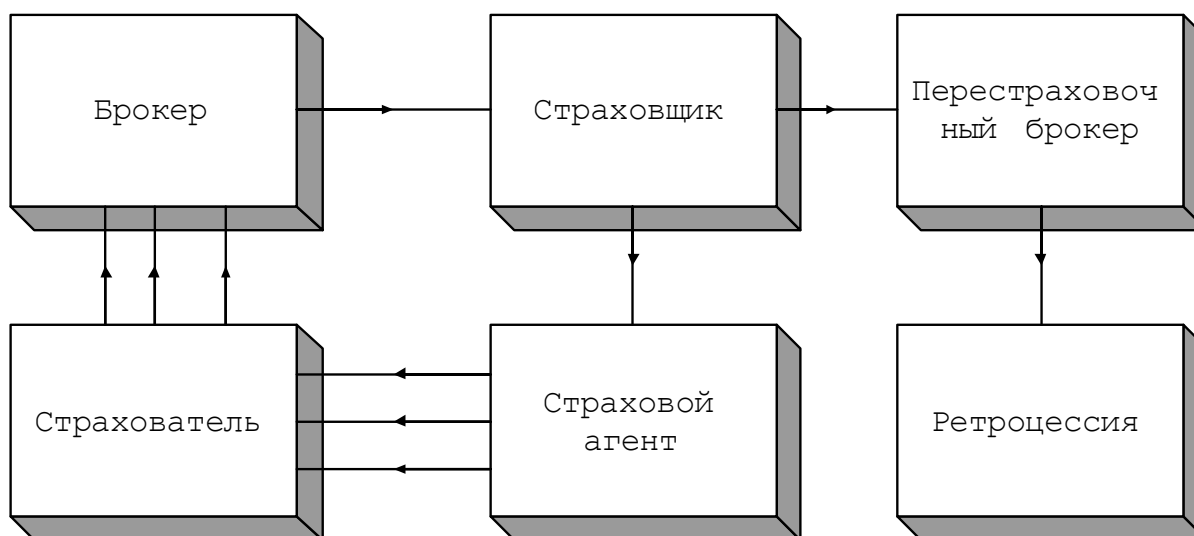 Брокер
Страховщик
Перестраховоч
ный брокер
Страхователь
Страховой
агент
Ретроцессия